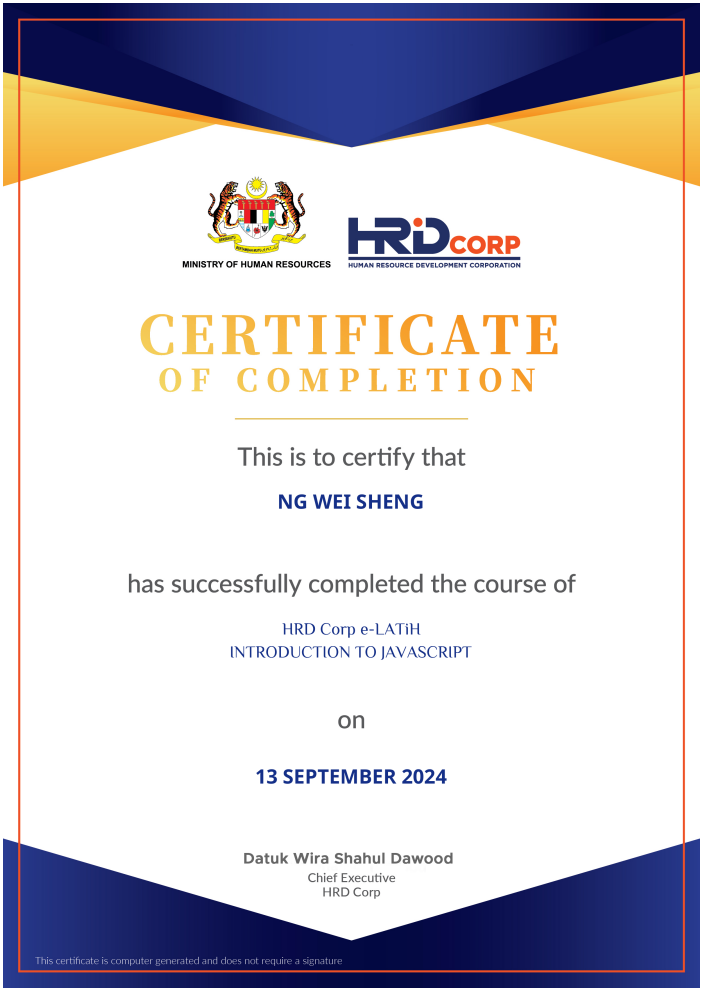 MINISTRY OF HUMAN RESOURCES
HRDCORP
HUMAN RESOURCE DEVELOPMENT CORPORATION
CERTIFICATE
OF COMPLETION
This is to certify that
NG WEI SHENG
has successfully completed the course of
HRD Corp e-LATiH
INTRODUCTION TO JAVASCRIPT
on
13 SEPTEMBER 2024
Datuk Wira Shahul Dawood
Chief Executive
HRD Corp
This certificate is computer generated and does not require a signature